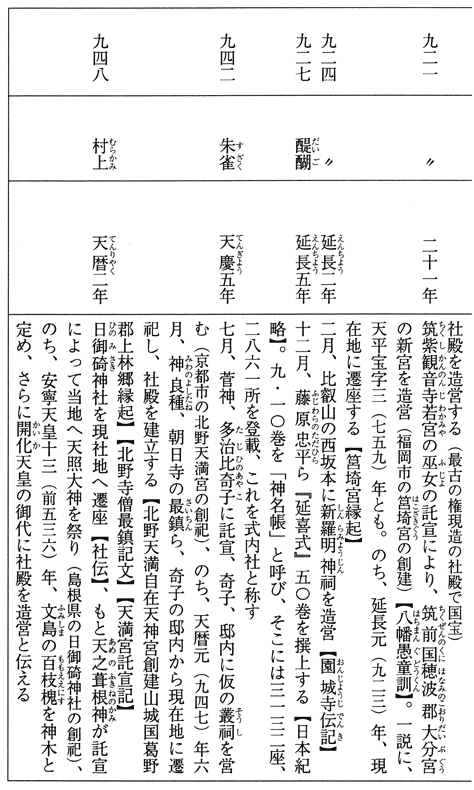 社殿を造営する（最古の権現造の社殿で国宝）
九二一
〃
二十一年
筑紫観音寺若宮の巫女の託宣により、筑前国穂波郡大分宮
の新宮を造営（福岡市の筥埼宮の創建）【八幡愚童訓】。一説に、
天平宝字三（七五九）年とも。のち、延長元（九二三）年、現
在地に遷座する【筥埼宮縁起】
九二四
〃
延長二年
二月、比叡山の西坂本に新羅明神祠を造営【園城寺伝記】
九二七
醍醐
延長五年
十二月、藤原忠平ら『延喜式』五〇巻を撰上する【日本紀
略】。九・一〇巻を「神名帳」と呼び、そこには三一三二座、
二八六一所を登載、これを式内社と称す
九四二
朱雀
天慶五年
七月、菅神、多治比奇子に託宣、奇子、邸内に仮の叢祠を営
む（京都市の北野天満宮の創祀）、のち、天暦元（九四七）年六
月、神良種、朝日寺の最鎮ら、奇子の邸内から現在地に遷
祀し、社殿を建立する【北野天満自在天神宮創建山城国葛野
郡上林郷縁起】【北野寺僧最鎮記文】【天満宮託宣記】
九四八
村上
天暦二年
日御碕神社を現社地へ遷座【社伝】、もと天之葺根神が託宣
によって当地へ天照大神を祭り（島根県の日御碕神社の創祀）、
のち、安寧天皇十三（前五三六）年、文島の百枝槐を神木と
定め、さらに開化天皇の御代に社殿を造営と伝える